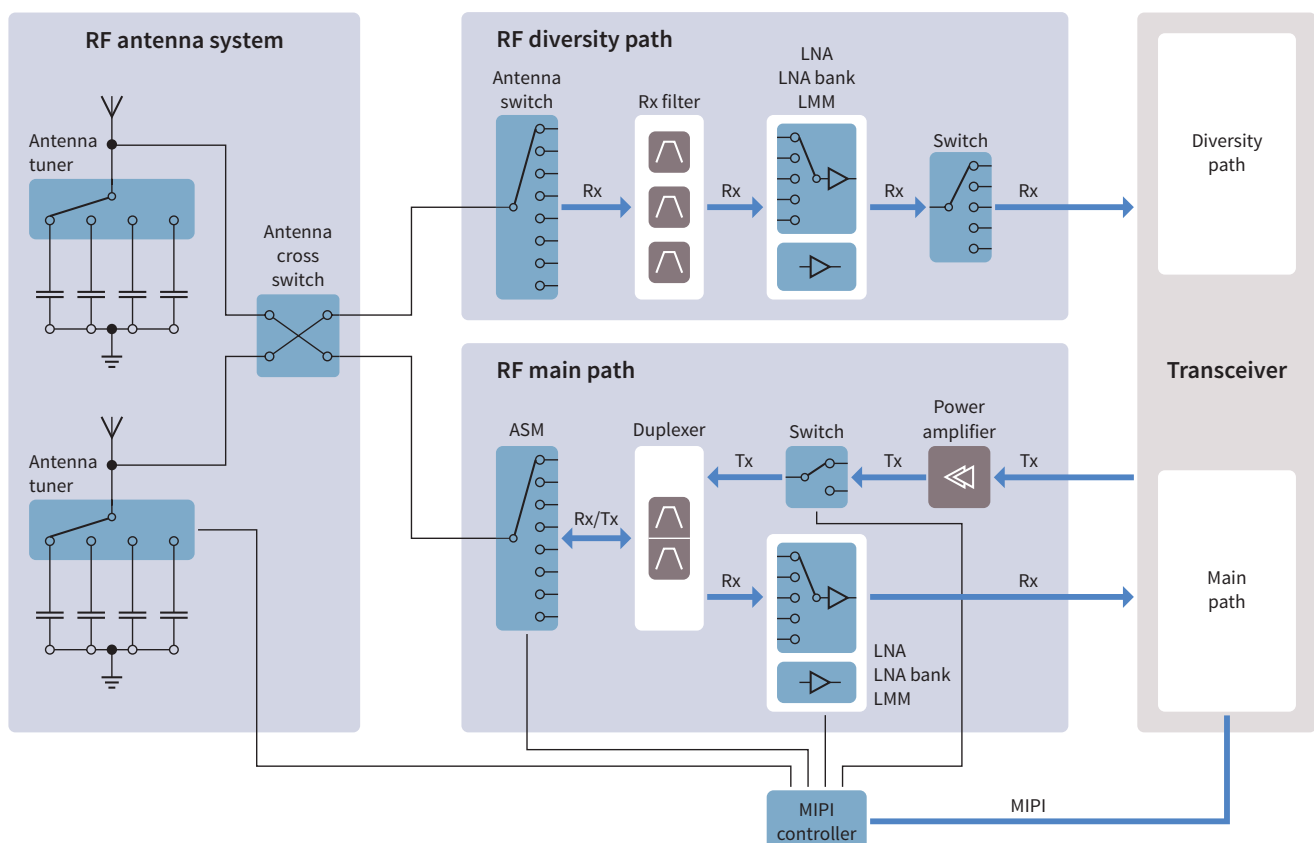 RF antenna system
Antenna
tuner
Antenna
cross
switch
Antenna
tuner
RF diversity path
Antenna
switch
Rx
Rx filter
Rx
LNA
LNA bank
LMM
Rx
Switch
Rx
RF main path
ASM
Rx/Tx
Duplexer
Tx
Switch
Tx
Power
amplifier
Tx
Rx
Rx
LNA
LNA bank
LMM
Diversity
path
Transceiver
Main
path
MIPI
MIPI
controller